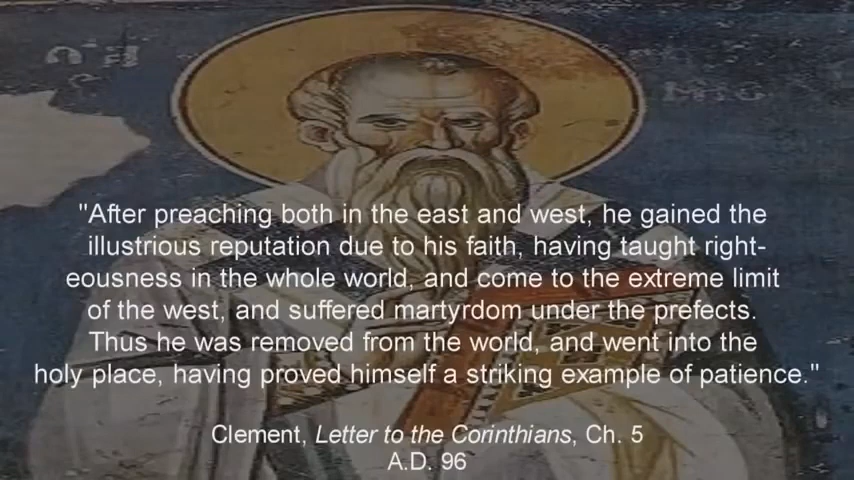 "After preaching both in the east and west, he gained the
illustrious reputation due to his faith, having taught right-
eousness in the whole world, and come to the extreme limit
of the west, and suffered martyrdom under the prefects.
Thus he was removed from the world, and went into the
holy place, having proved himself a striking example of patience."
Clement, Letter to the Corinthians, Ch. 5
A.D. 96